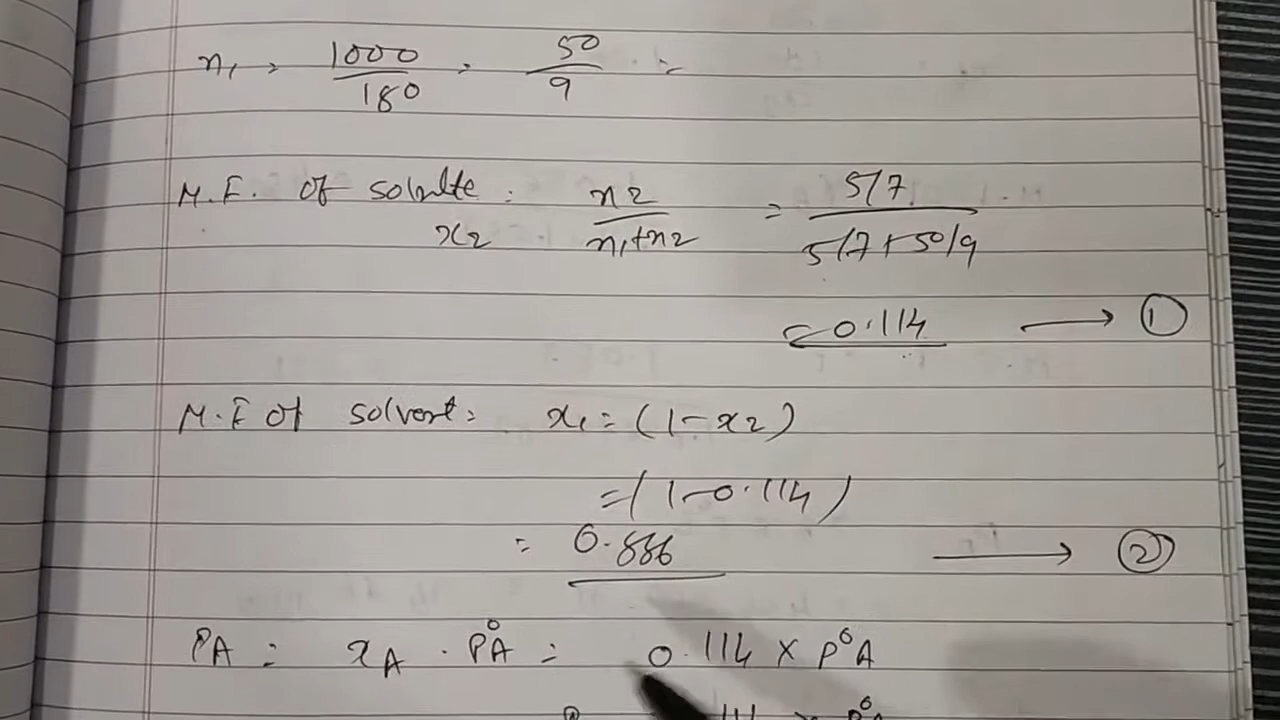 n₁ = 1000/180 = 50/9 =
M.F. of solute : x₂ n2/n₁+n2 = 5/7 / 5/7+50/9
= 0.114 → ①
M.F of solvent : x₁ = (1-x2)
= (1-0.114)
= 0.886 → ②
PA = xA . P°A = 0.114 x P°A